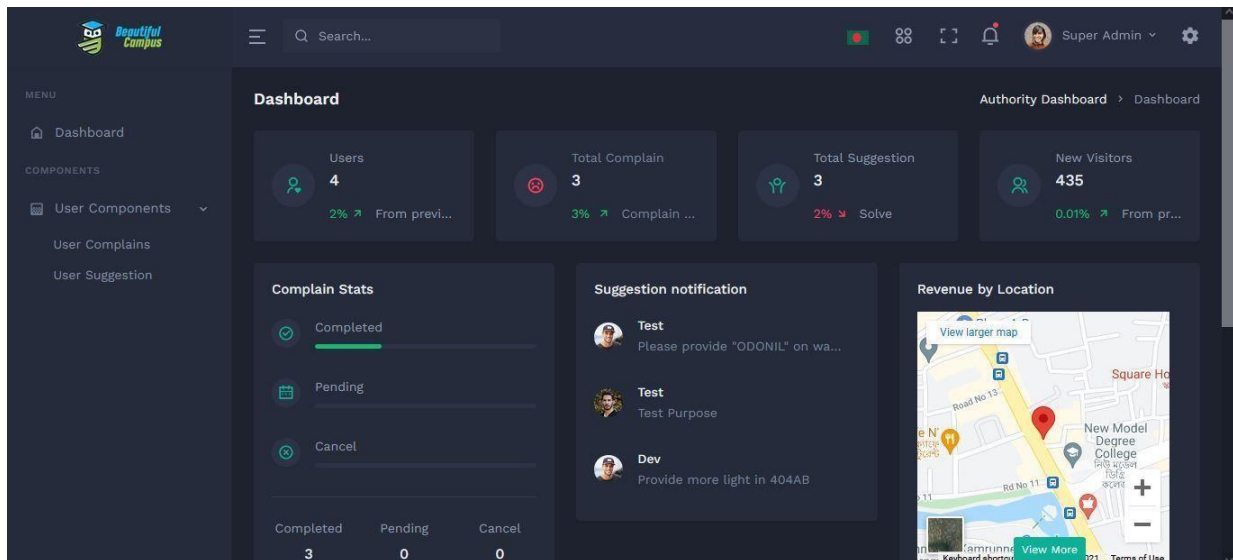 Beautiful
Campus
Search...
Super Admin
MENU
Dashboard
COMPONENTS
User Components
User Complains
User Suggestion
Dashboard
Authority Dashboard > Dashboard
Users
4
2% From previ...
Total Complain
3
3% Complain ...
Total Suggestion
3
2% Solve
New Visitors
435
0.01% From pr...
Complain Stats
Completed
Pending
Cancel
Completed Pending Cancel
3 0 0
Suggestion notification
Test
Please provide "ODONIL" on wa...
Test
Test Purpose
Dev
Provide more light in 404AB
Revenue by Location
View larger map
Square Ho
Road No 13
New Model
Degree
College
নিউ মডেল
ডিগ্রি
Rd No 11
11
View More
Terms of Use